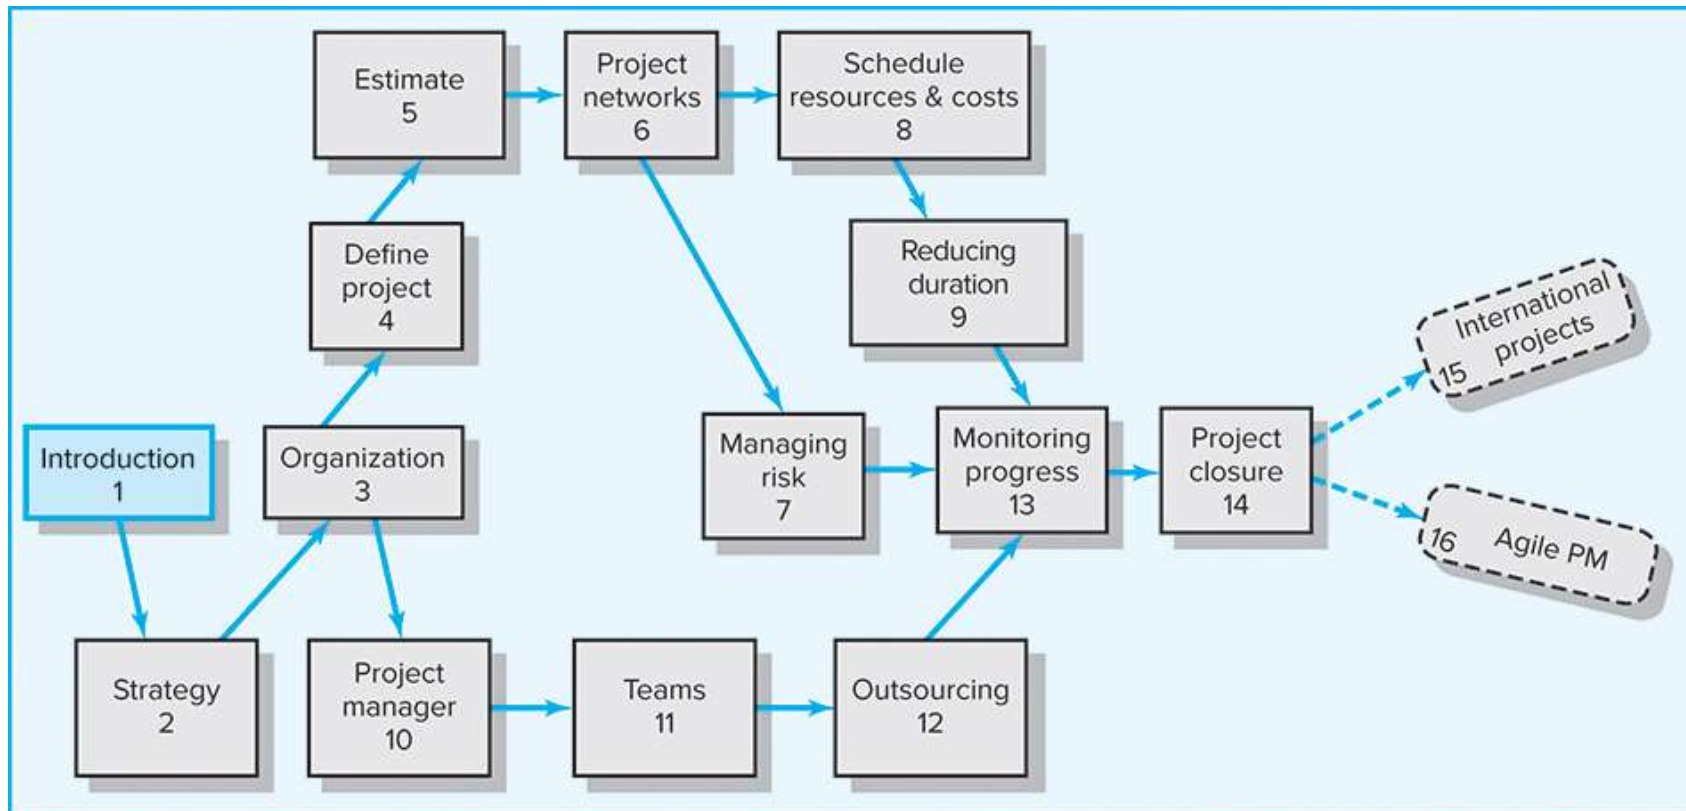 Estimate
5
Project
networks
6
Schedule
resources & costs
8
Define
project
4
Reducing
duration
9
International
projects
15
Introduction
1
Organization
3
Managing
risk
7
Monitoring
progress
13
Project
closure
14
16
Agile PM
Strategy
2
Project
manager
10
Teams
11
Outsourcing
12